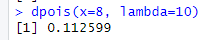 > dpois(x=8, lambda=10)
[1] 0.112599